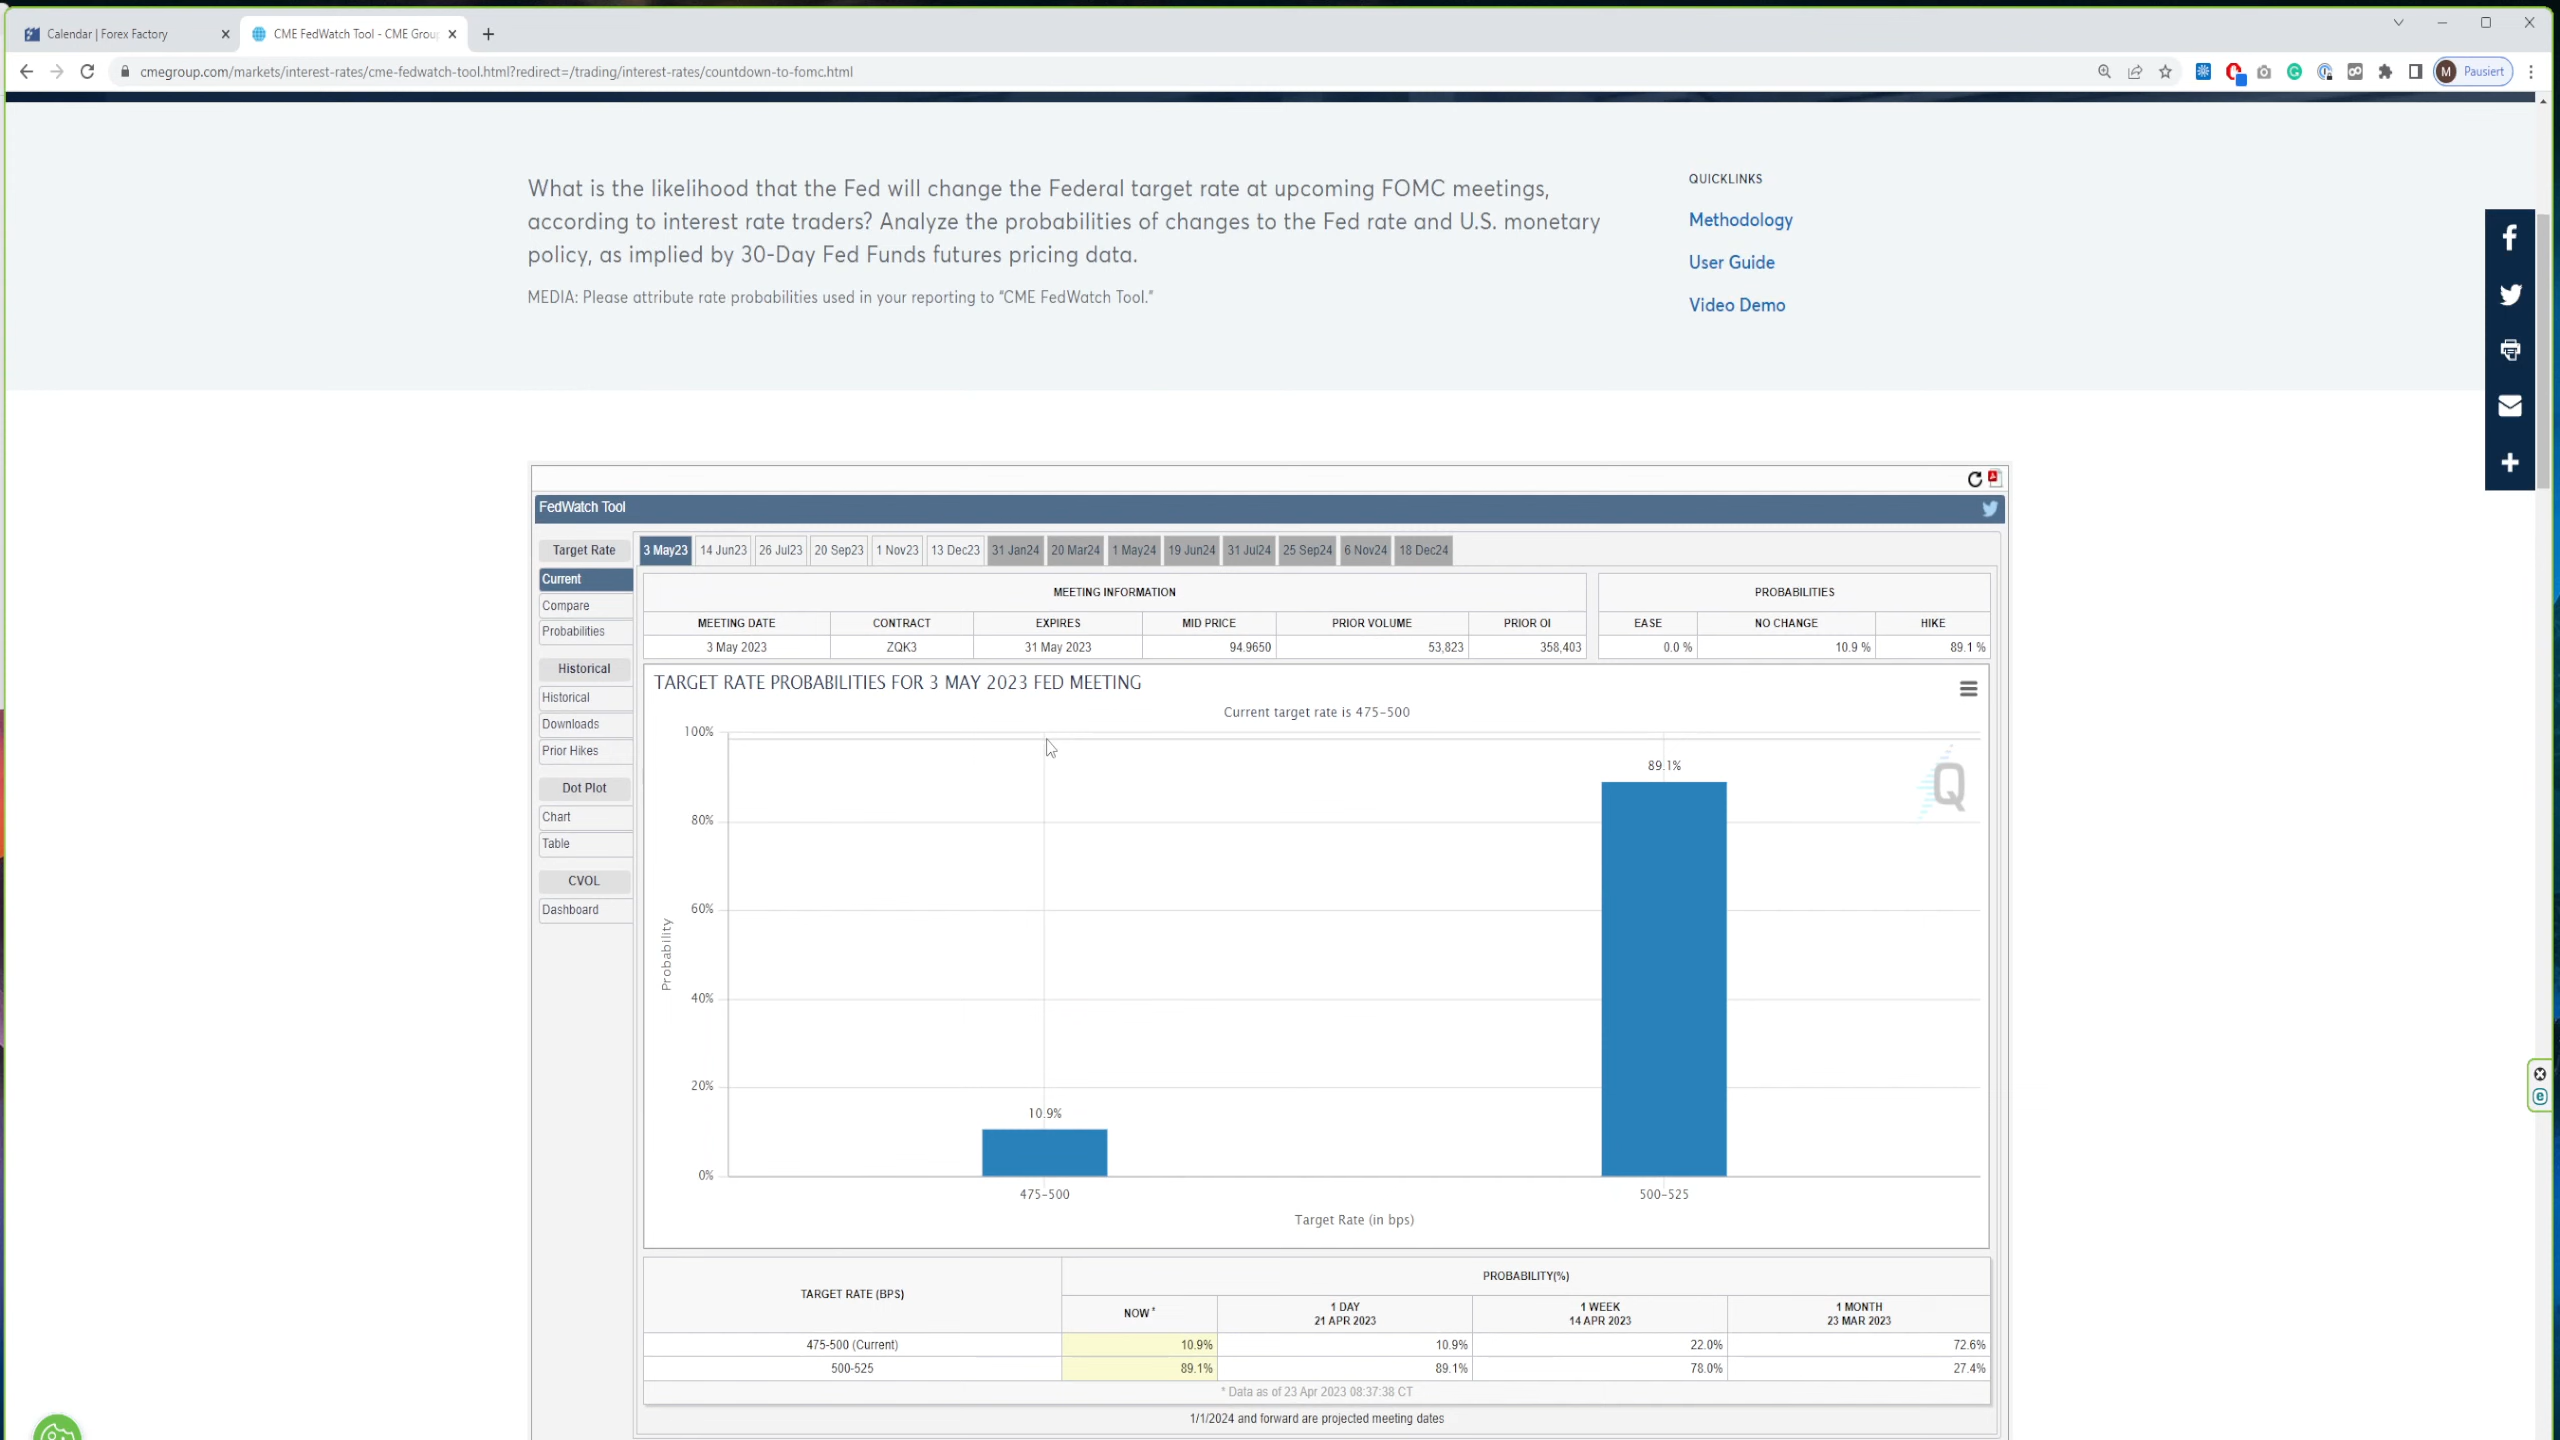 Calendar | Forex Factory
CME FedWatch Tool - CME Group
cmegroup.com/markets/interest-rates/cme-fedwatch-tool.html?redirect=/trading/interest-rates/countdown-to-fomc.html
M Pausiert
What is the likelihood that the Fed will change the Federal target rate at upcoming FOMC meetings,
according to interest rate traders? Analyze the probabilities of changes to the Fed rate and U.S. monetary
policy, as implied by 30-Day Fed Funds futures pricing data.
MEDIA: Please attribute rate probabilities used in your reporting to “CME FedWatch Tool.”
QUICKLINKS
Methodology
User Guide
Video Demo
FedWatch Tool
Target Rate
Current
Compare
Probabilities
Historical
Historical
Downloads
Prior Hikes
Dot Plot
Chart
Table
CVOL
Dashboard
3 May23 14 Jun23 26 Jul23 20 Sep23 1 Nov23 13 Dec23 31 Jan24 20 Mar24 1 May24 19 Jun24 31 Jul24 25 Sep24 6 Nov24 18 Dec24
MEETING INFORMATION
MEETING DATE CONTRACT EXPIRES MID PRICE PRIOR VOLUME PRIOR OI
3 May 2023 ZQK3 31 May 2023 94.9650 53,823 358,403
PROBABILITIES
EASE NO CHANGE HIKE
0.0 % 10.9 % 89.1 %
TARGET RATE PROBABILITIES FOR 3 MAY 2023 FED MEETING
Current target rate is 475-500
Q
Probability
100%
80%
60%
40%
20%
0%
10.9%
89.1%
475-500
500-525
Target Rate (in bps)
TARGET RATE (BPS) PROBABILITY(%)
NOW * 1 DAY 21 APR 2023 1 WEEK 14 APR 2023 1 MONTH 23 MAR 2023
475-500 (Current) 10.9% 10.9% 22.0% 72.6%
500-525 89.1% 89.1% 78.0% 27.4%
* Data as of 23 Apr 2023 08:37:38 CT
1/1/2024 and forward are projected meeting dates